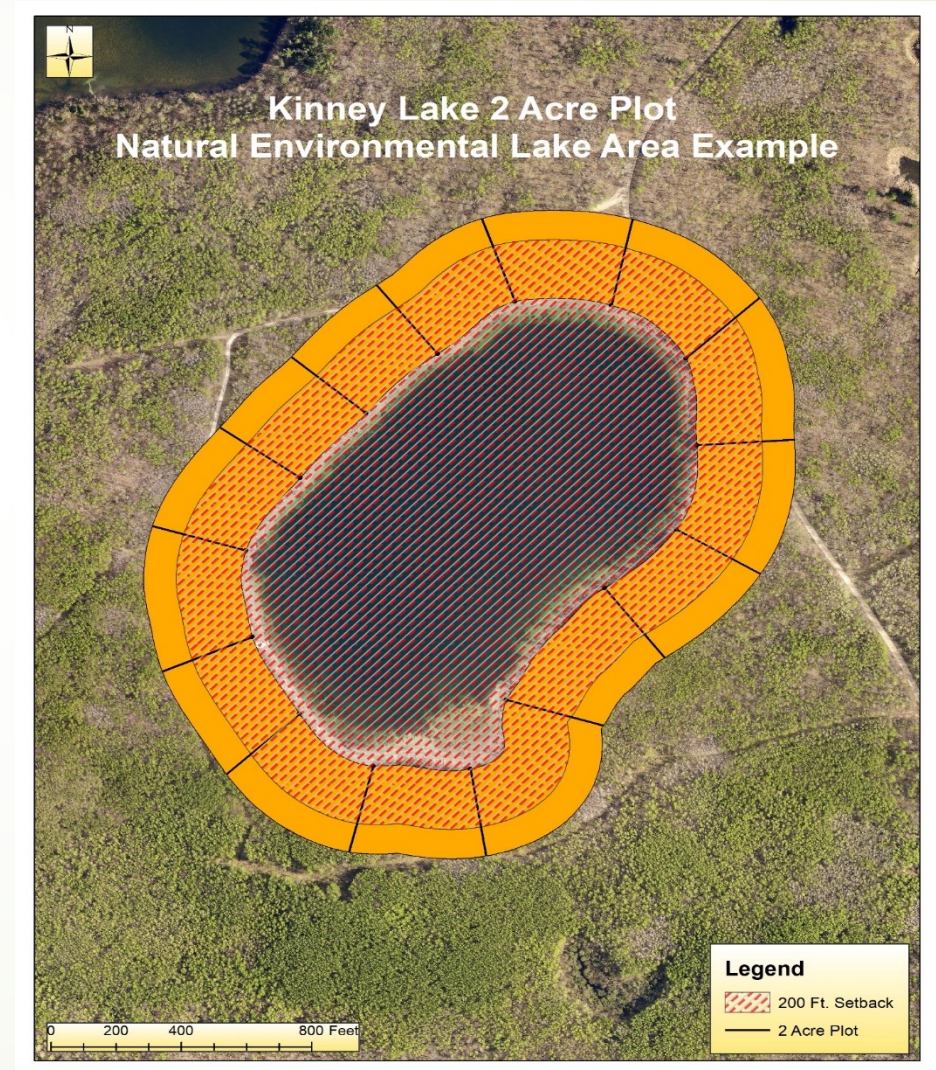 N
Kinney Lake 2 Acre Plot
Natural Environmental Lake Area Example
Legend
200 Ft. Setback
2 Acre Plot
0 200 400 800 Feet